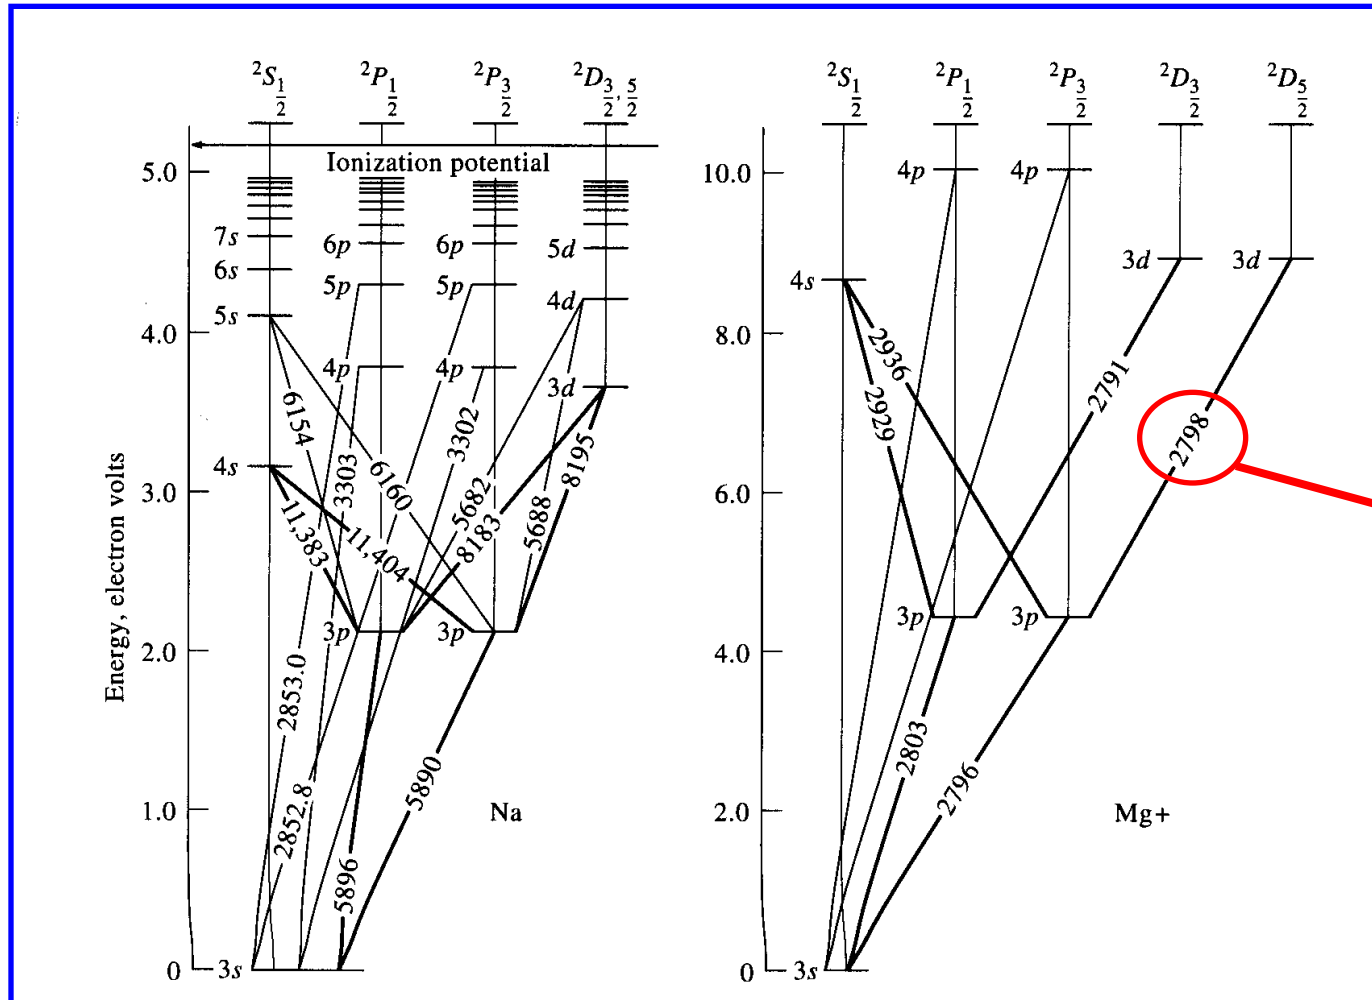 ²S₁/₂ ²P₁/₂ ²P₃/₂ ²D₃/₂,₅/₂
Ionization potential
Energy, electron volts
5.0
4.0
3.0
2.0
1.0
0
7s
6s
5s
4s
3s
6p
5p
4p
3p
6p
5p
4p
3p
5d
4d
3d
6154
3303
6160
3302
5682
8183
5688
8195
11,383
11,404
2853.0
2852.8
5896
5890
Na
²S₁/₂ ²P₁/₂ ²P₃/₂ ²D₃/₂ ²D₅/₂
10.0
8.0
6.0
4.0
2.0
0
4s
3s
4p
3p
4p
3p
3d
3d
2936
2929
2791
2798
2803
2796
Mg+